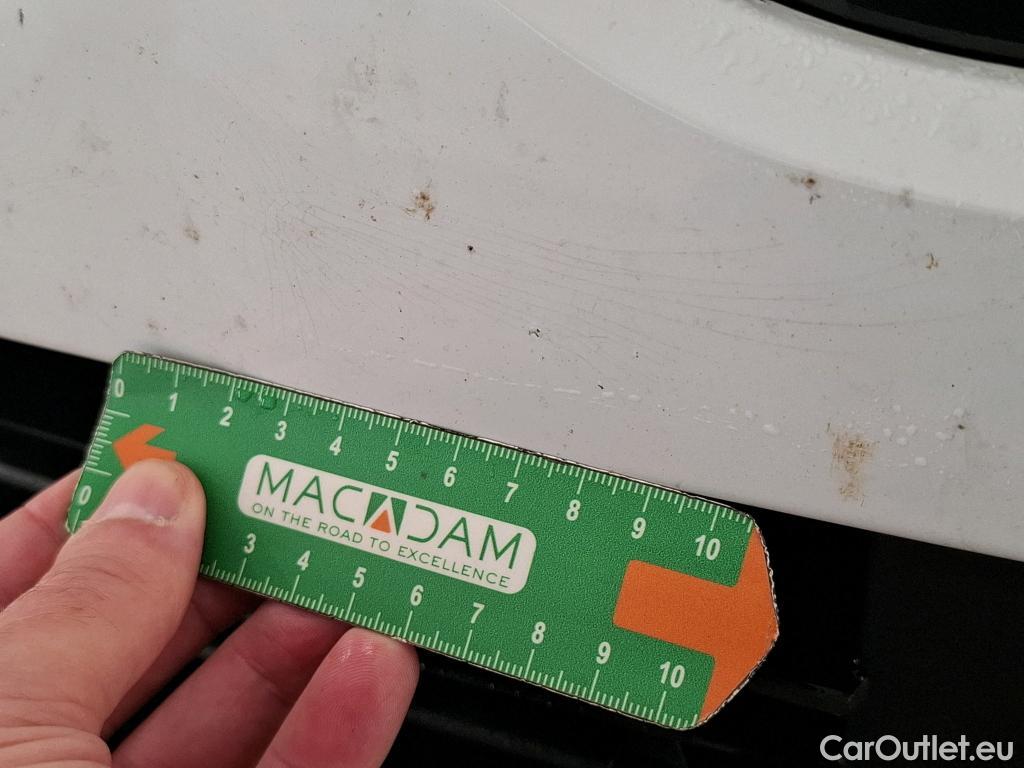 0 1 2 3 4 5 6 7 8 9 10
MACADAM
ON THE ROAD TO EXCELLENCE
0 3 4 5 6 7 8 9 10
CarOutlet.eu